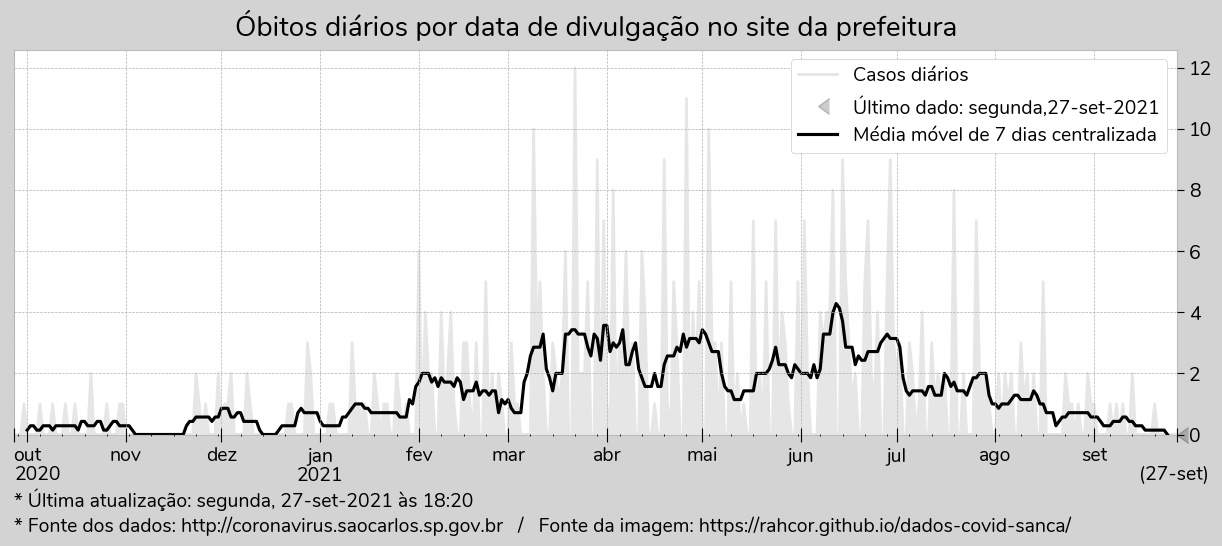 Óbitos diários por data de divulgação no site da prefeitura
Casos diários
Último dado: segunda,27-set-2021
Média móvel de 7 dias centralizada
12
10
8
6
4
2
0
out nov dez jan fev mar abr mai jun jul ago set
2020 2021 (27-set)
* Última atualização: segunda, 27-set-2021 às 18:20
* Fonte dos dados: http://coronavirus.saocarlos.sp.gov.br / Fonte da imagem: https://rahcor.github.io/dados-covid-sanca/